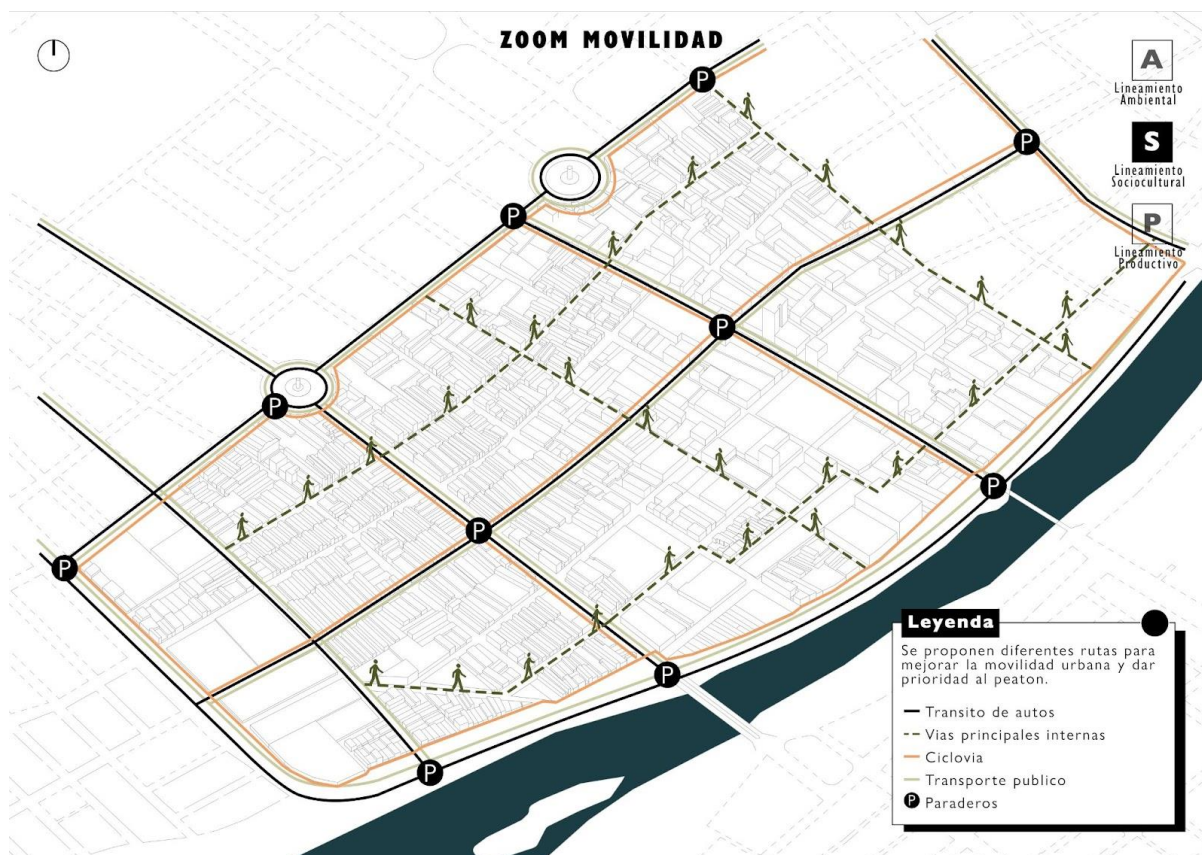 ZOOM MOVILIDAD
A
Lineamiento
Ambiental
S
Lineamiento
Sociocultural
P
Lineamiento
Productivo
P
P
P
P
P
P
P
P
P
P
Leyenda
Se proponen diferentes rutas para
mejorar la movilidad urbana y dar
prioridad al peaton.
Transito de autos
Vias principales internas
Ciclovia
Transporte publico
P Paraderos